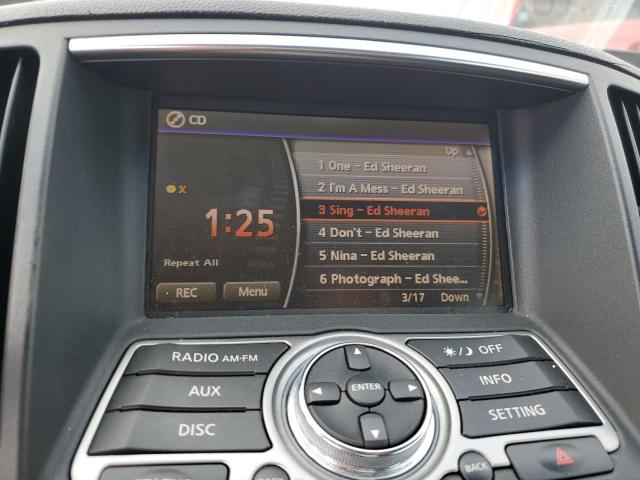 CD
Up
1 One – Ed Sheeran
2 I'm A Mess – Ed Sheeran
3 Sing – Ed Sheeran
4 Don't – Ed Sheeran
5 Nina – Ed Sheeran
6 Photograph – Ed Shee...
3/17 Down
X
1:25
Repeat All
REC Menu
RADIO AM·FM
AUX
DISC
ENTER
OFF
INFO
SETTING
STATUS
BACK
BACK